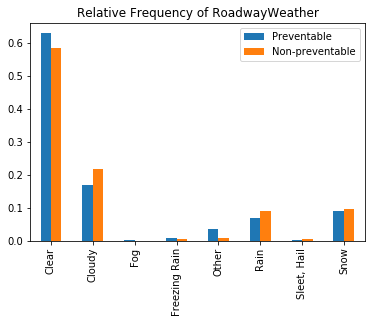 Relative Frequency of RoadwayWeather
Preventable
Non-preventable
0.6
0.5
0.4
0.3
0.2
0.1
0.0
Clear
Cloudy
Fog
Freezing Rain
Other
Rain
Sleet, Hail
Snow